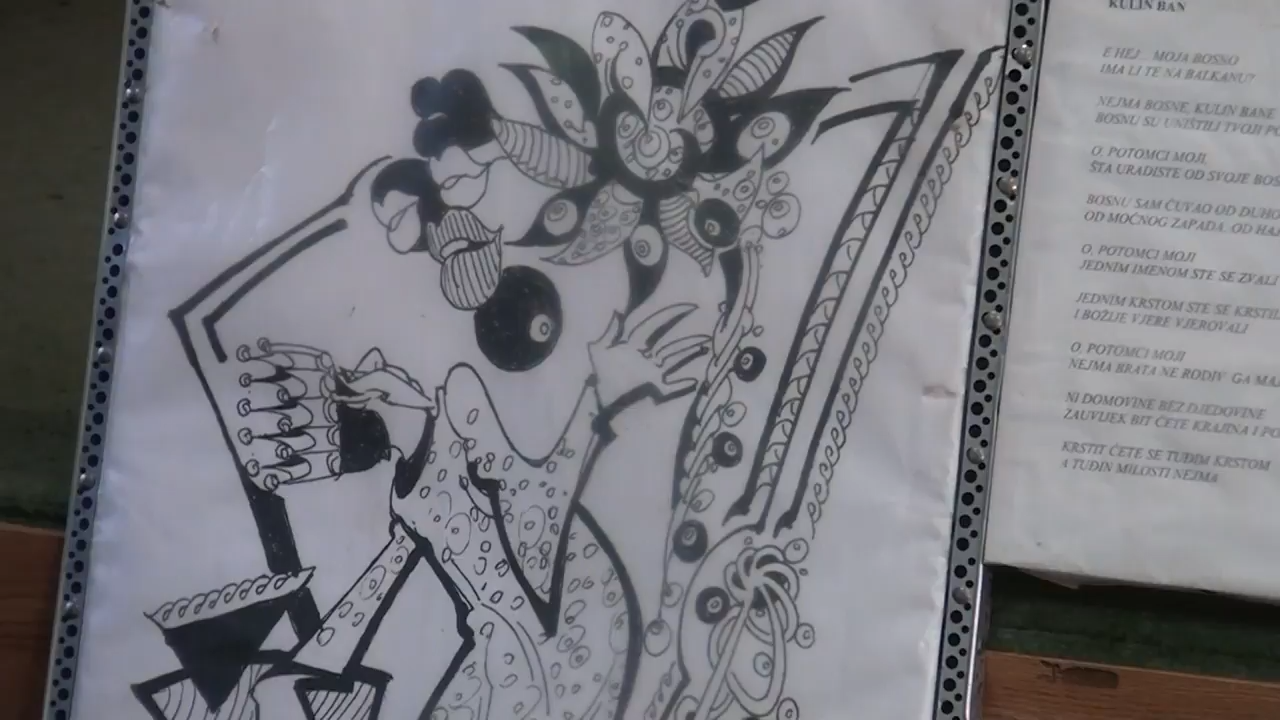 KULIN BAN
E HEJ... MOJA BOSNO
IMA LI TE NA BALKANU?
NEJMA BOSNE, KULIN BANE
BOSNU SU UNIŠTILI TVOJI
O, POTOMCI MOJI
ŠTA URADISTE OD SVOJE
BOSNU SAM ČUVAO OD
OD MOĆNOG ZAPADA, OD
O, POTOMCI MOJI
JEDNIM IMENOM STE SE ZVALI
JEDNIM KRSTOM STE SE
I BOŽIJE VJERE VJEROVALI
O, POTOMCI MOJI
NEJMA BRATA NE RODIV' GA
NI DOMOVINE BEZ DJEDOVINE
ZAUVIJEK BIT ĆETE KRAJINA I
KRSTIT ĆETE SE TUĐIM KRSTOM
A TUĐIN MILOSTI NEJMA